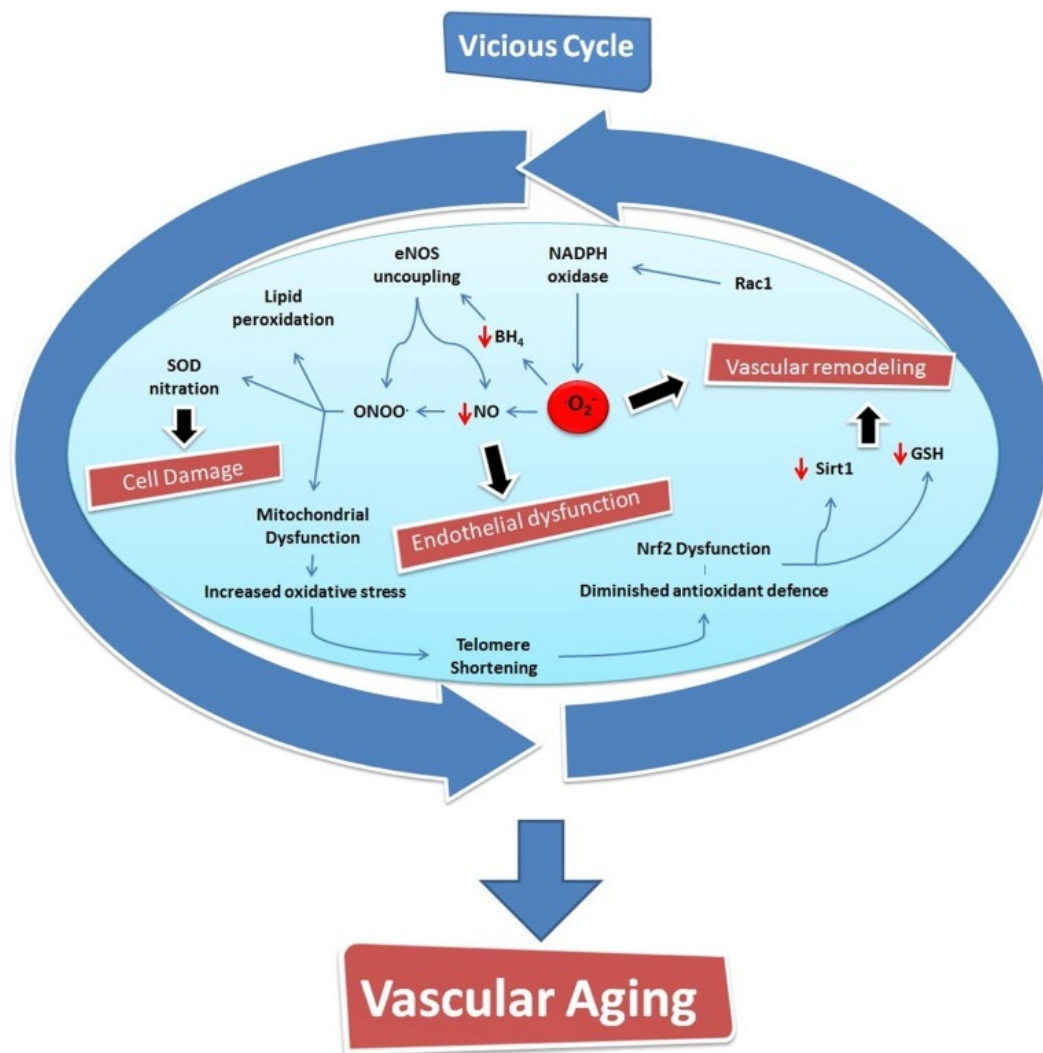 Vicious Cycle
eNOS
uncoupling
NADPH
oxidase
Rac1
Lipid
peroxidation
BH₄
Vascular remodeling
SOD
nitration
ONOO·
NO
·O₂⁻
Cell Damage
Sirt1
GSH
Endothelial dysfunction
Mitochondrial
Dysfunction
Nrf2 Dysfunction
Increased oxidative stress
Diminished antioxidant defence
Telomere
Shortening
Vascular Aging